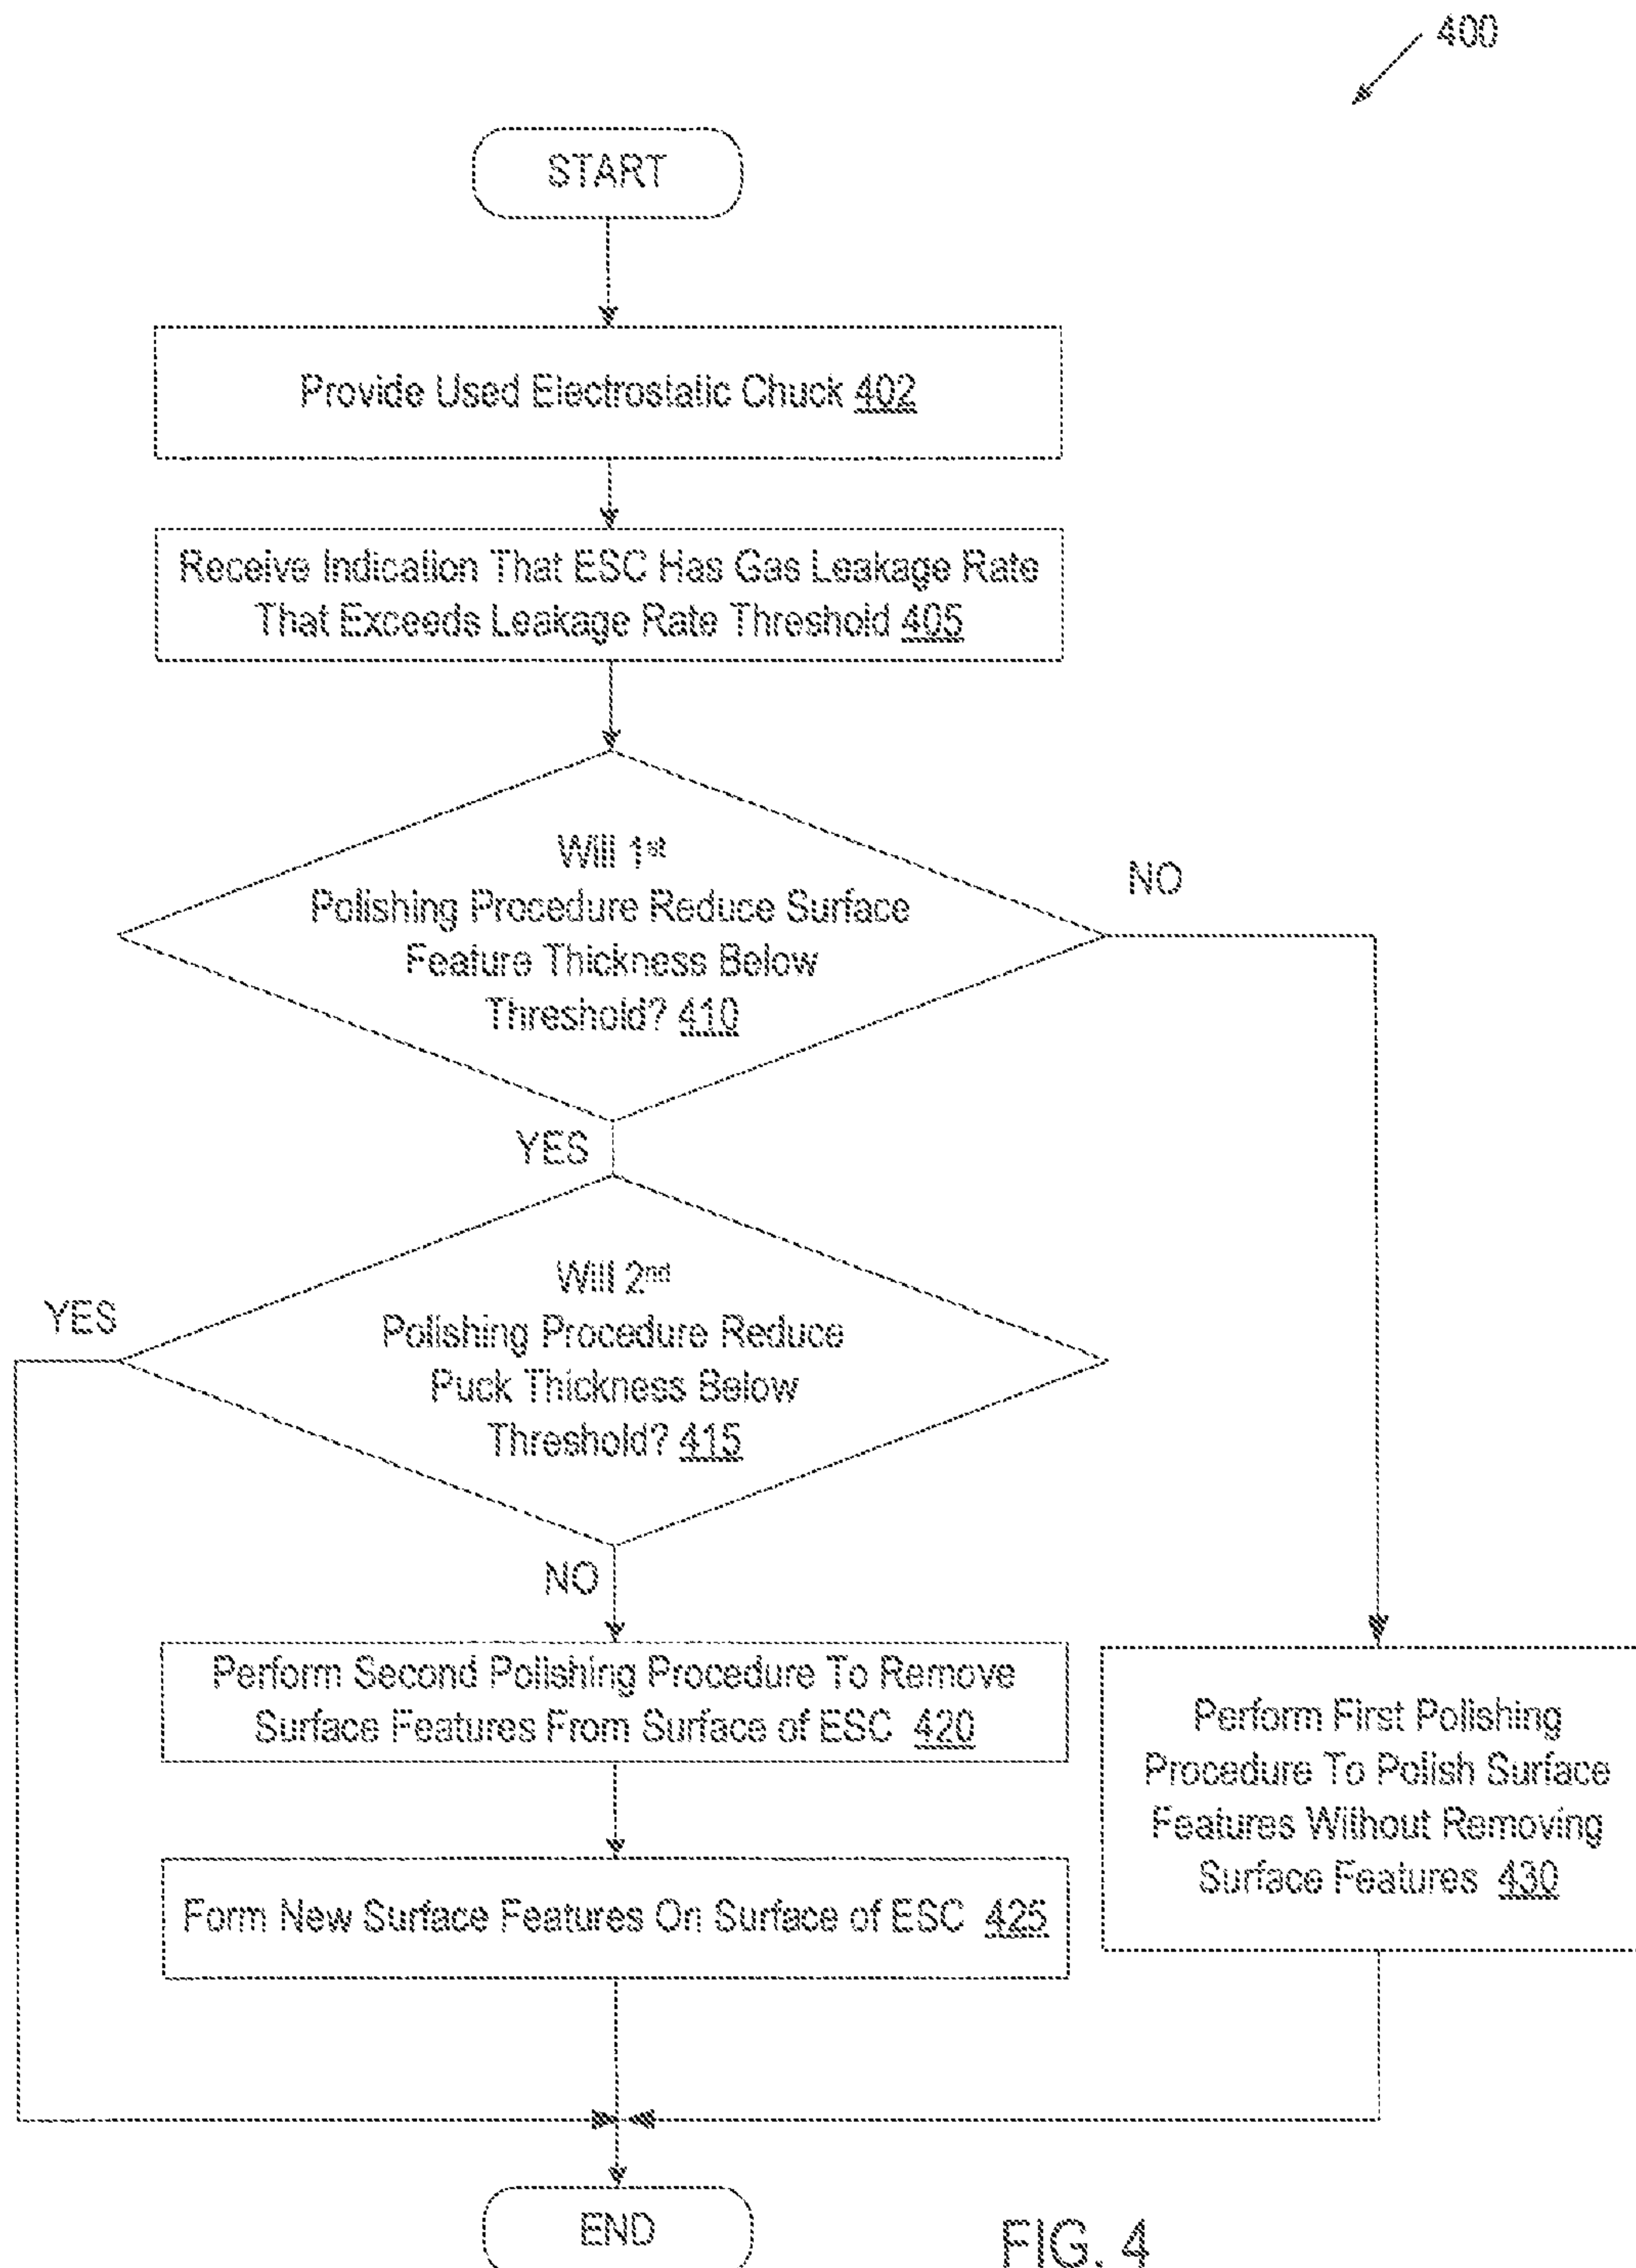 400
START
Provide Used Electrostatic Chuck 402
Receive Indication That ESC Has Gas Leakage Rate
That Exceeds Leakage Rate Threshold 405
Will 1st
Polishing Procedure Reduce Surface
Feature Thickness Below
Threshold? 410
NO
YES
Will 2nd
Polishing Procedure Reduce
Puck Thickness Below
Threshold? 415
YES
NO
Perform Second Polishing Procedure To Remove
Surface Features From Surface of ESC 420
Perform First Polishing
Procedure To Polish Surface
Features Without Removing
Surface Features 430
Form New Surface Features On Surface of ESC 425
END
FIG. 4